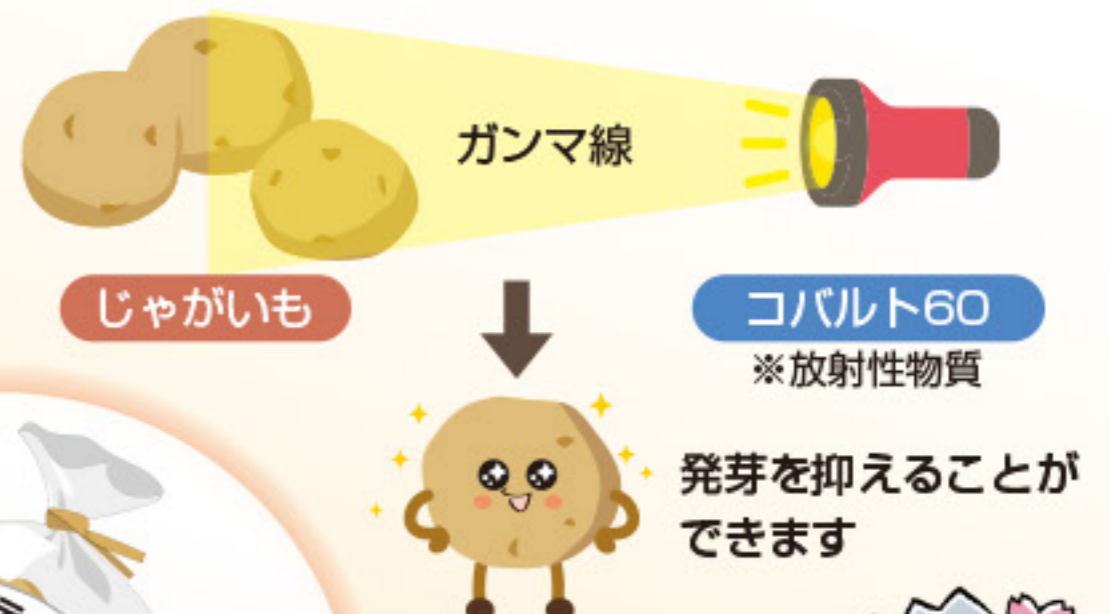 ガンマ線
じゃがいも
コバルト60
※放射性物質
発芽を抑えることが
できます